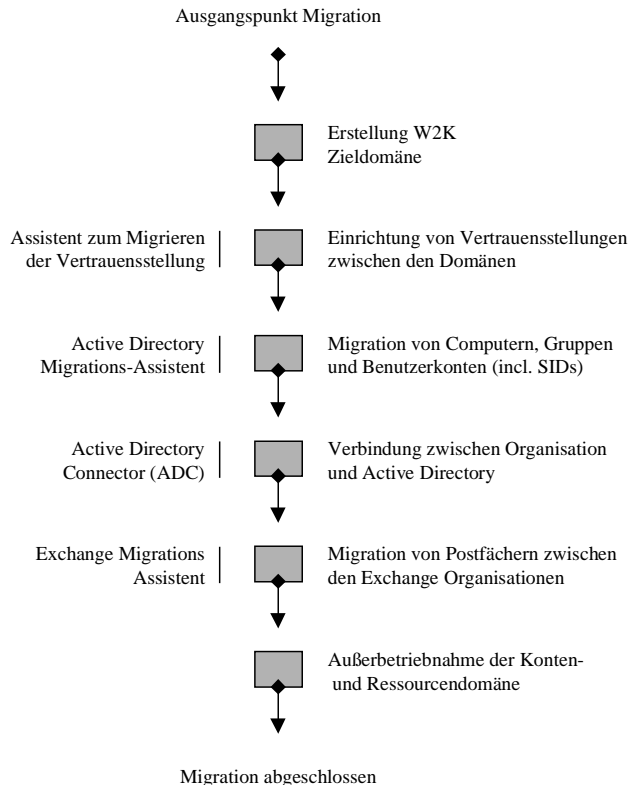 Ausgangspunkt Migration
Erstellung W2K
Zieldomäne
Assistent zum Migrieren
der Vertrauensstellung
Einrichtung von Vertrauensstellungen
zwischen den Domänen
Active Directory
Migrations-Assistent
Migration von Computern, Gruppen
und Benutzerkonten (incl. SIDs)
Active Directory
Connector (ADC)
Verbindung zwischen Organisation
und Active Directory
Exchange Migrations
Assistent
Migration von Postfächern zwischen
den Exchange Organisationen
Außerbetriebnahme der Konten-
und Ressourcendomäne
Migration abgeschlossen